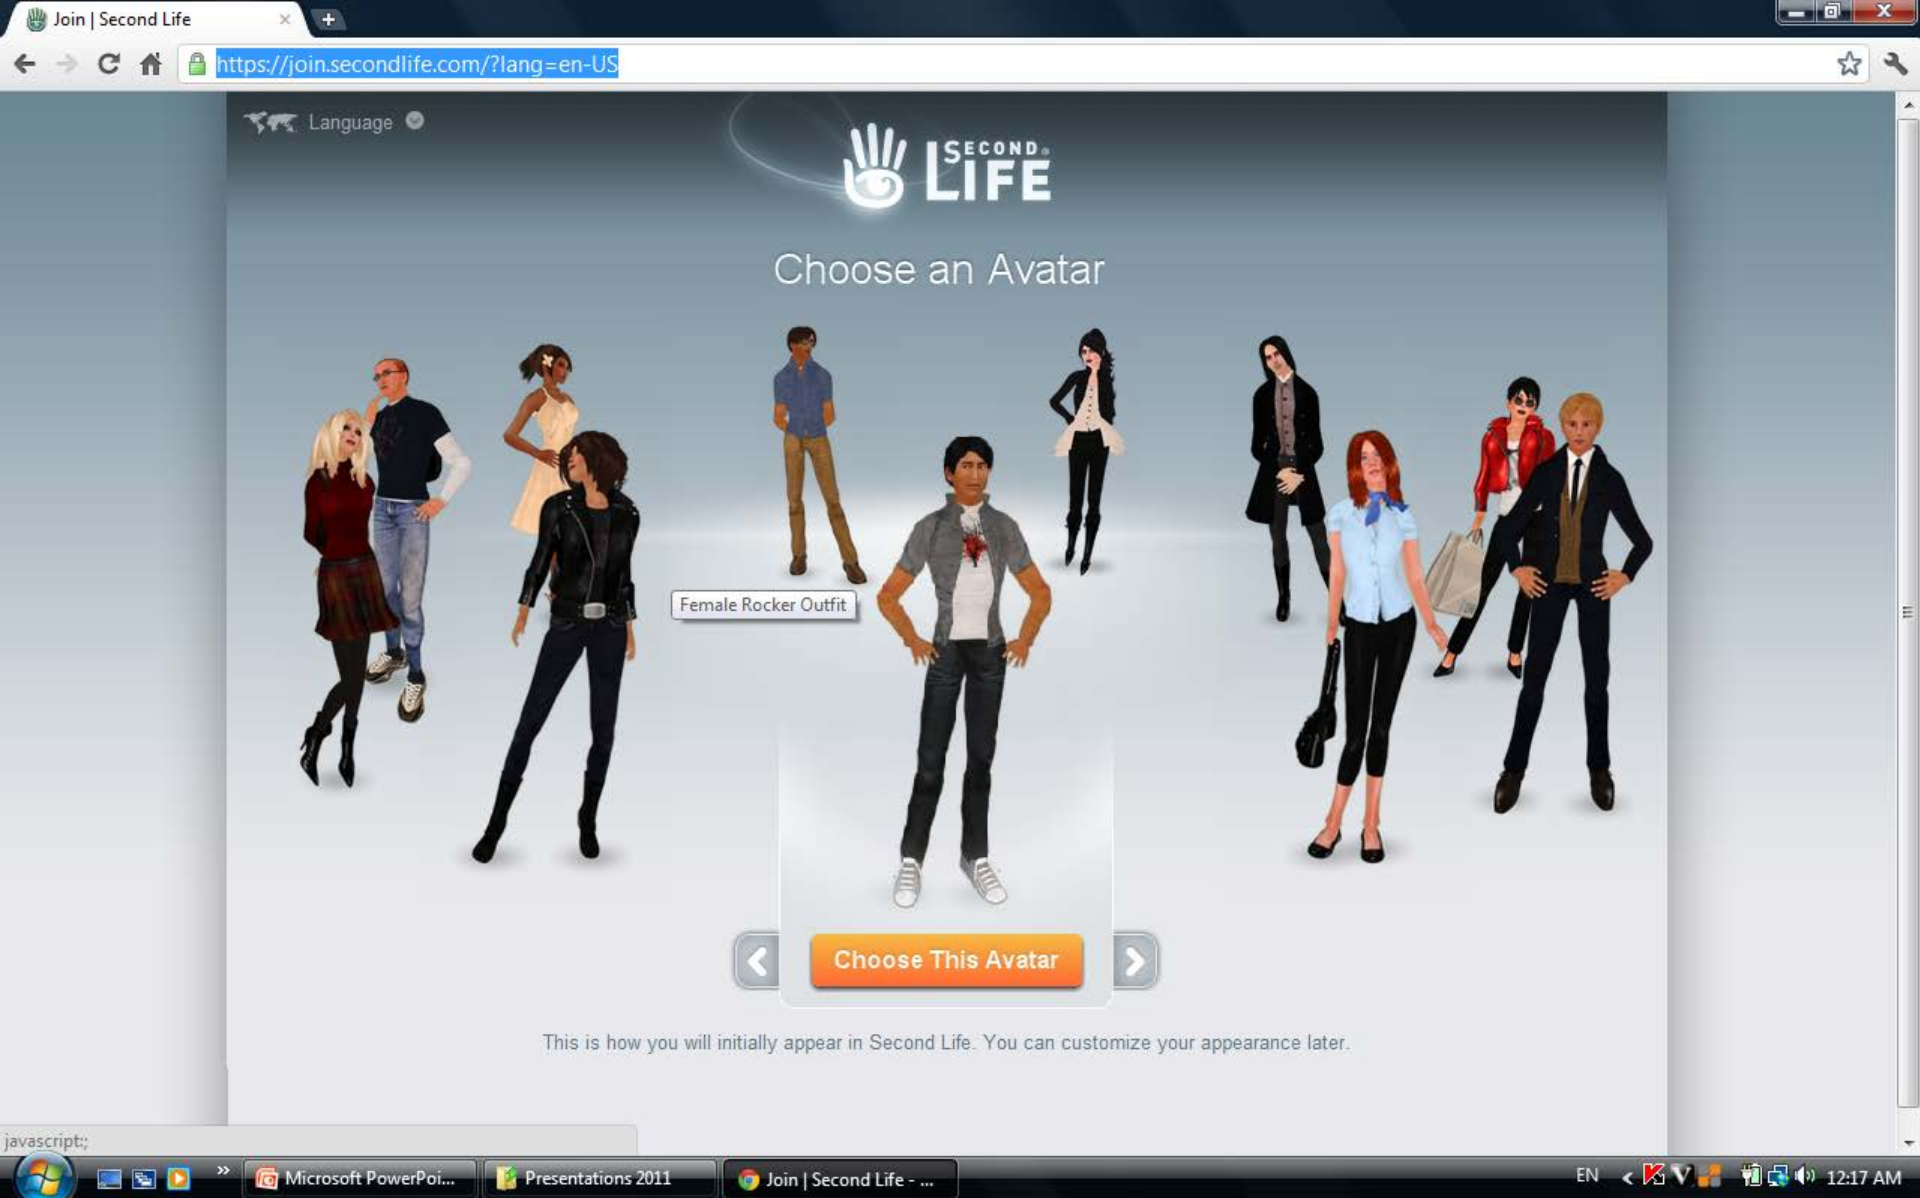 Join | Second Life
https://join.secondlife.com/?lang=en-US
Language
SECOND
LIFE
Choose an Avatar
Female Rocker Outfit
Choose This Avatar
This is how you will initially appear in Second Life. You can customize your appearance later.
javascript:;
Microsoft PowerPoi...
Presentations 2011
Join | Second Life - ...
EN
12:17 AM